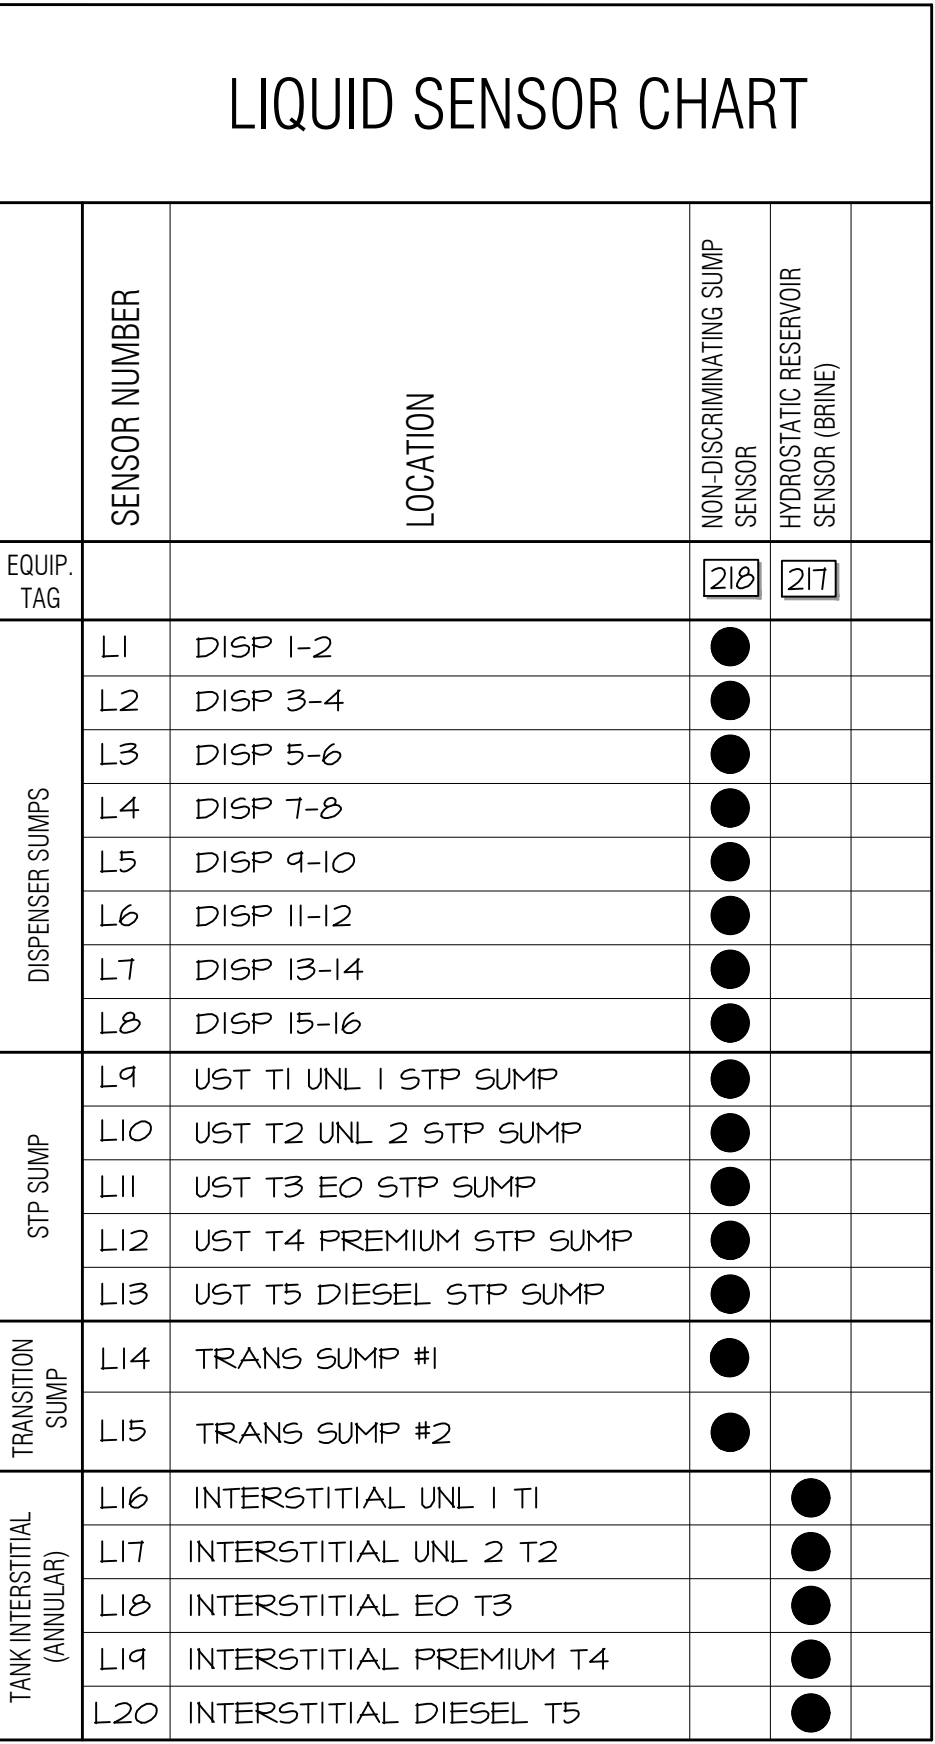 LIQUID SENSOR CHART
SENSOR NUMBER
LOCATION
NON-DISCRIMINATING SUMP
SENSOR
HYDROSTATIC RESERVOIR
SENSOR (BRINE)
EQUIP.
TAG
218 217
DISPENSER SUMPS
L1 DISP 1-2
L2 DISP 3-4
L3 DISP 5-6
L4 DISP 7-8
L5 DISP 9-10
L6 DISP 11-12
L7 DISP 13-14
L8 DISP 15-16
STP SUMP
L9 UST T1 UNL 1 STP SUMP
L10 UST T2 UNL 2 STP SUMP
L11 UST T3 E0 STP SUMP
L12 UST T4 PREMIUM STP SUMP
L13 UST T5 DIESEL STP SUMP
TRANSITION
SUMP
L14 TRANS SUMP #1
L15 TRANS SUMP #2
TANK INTERSTITIAL
(ANNULAR)
L16 INTERSTITIAL UNL 1 T1
L17 INTERSTITIAL UNL 2 T2
L18 INTERSTITIAL E0 T3
L19 INTERSTITIAL PREMIUM T4
L20 INTERSTITIAL DIESEL T5